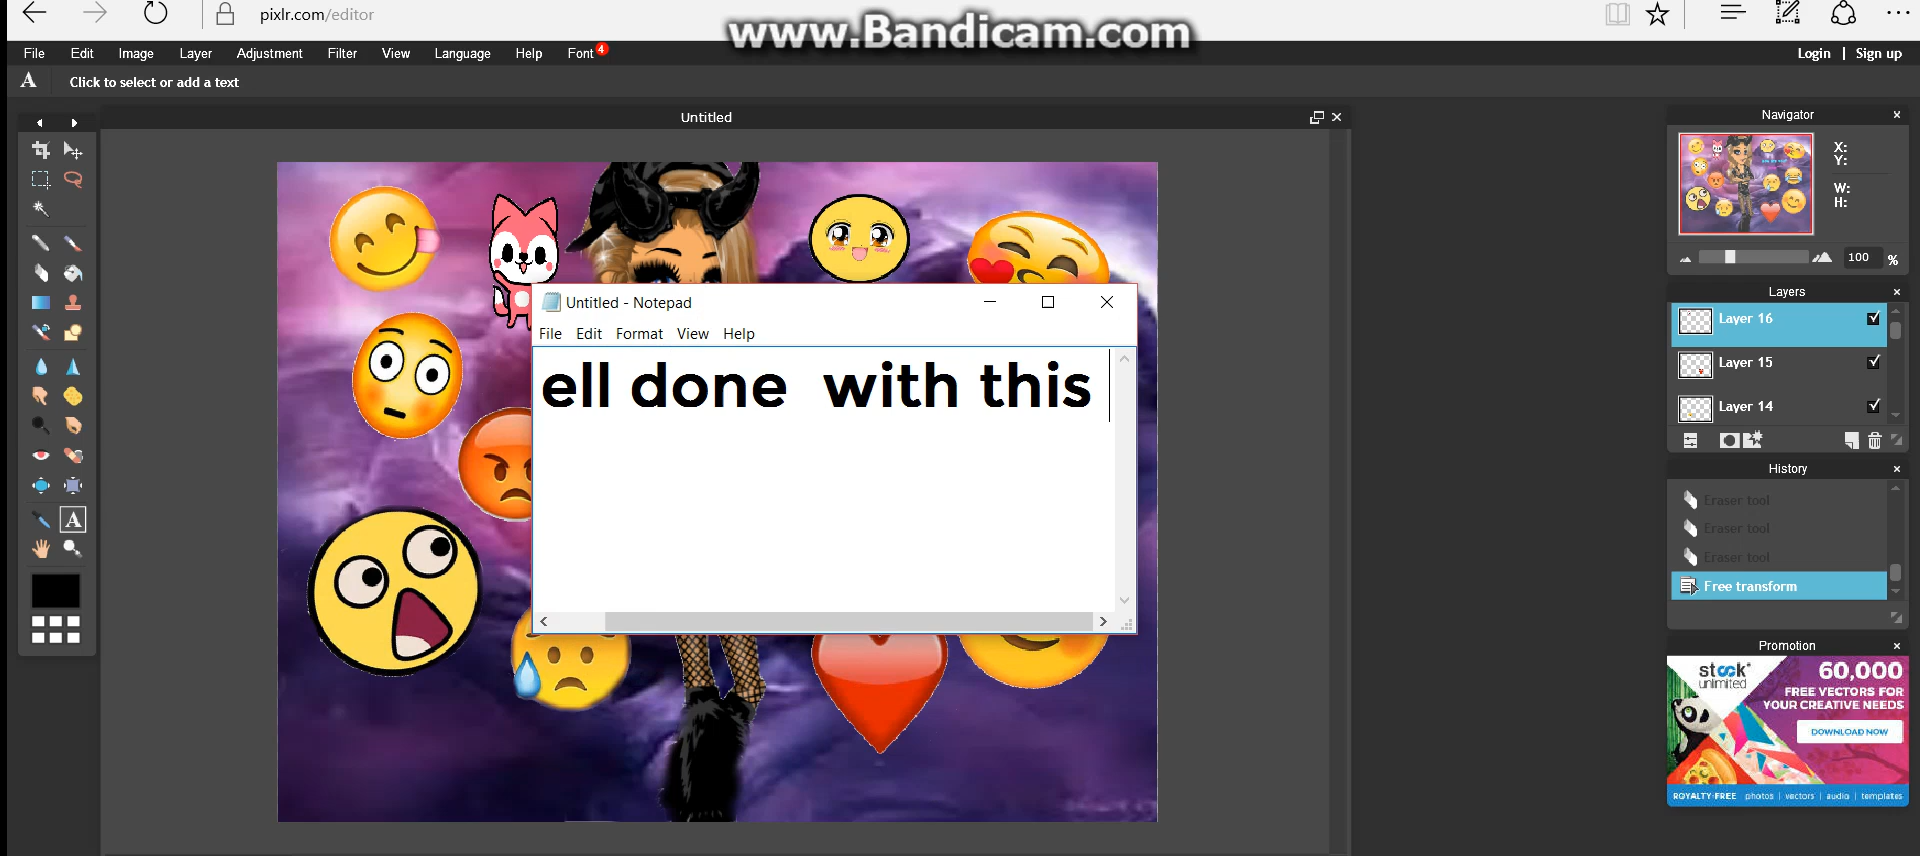 pixlr.com/editor
www.Bandicam.com
File Edit Image Layer Adjustment Filter View Language Help Font 4
Login | Sign up
A Click to select or add a text
Untitled
Navigator
X:
Y:
W:
H:
100 %
Layers
Layer 16
Layer 15
Layer 14
History
Eraser tool
Eraser tool
Eraser tool
Free transform
Promotion
stock unlimited
60,000
FREE VECTORS FOR
YOUR CREATIVE NEEDS
DOWNLOAD NOW
ROYALTY-FREE photos | vectors | audio | templates
Untitled - Notepad
File Edit Format View Help
ell done  with this
A